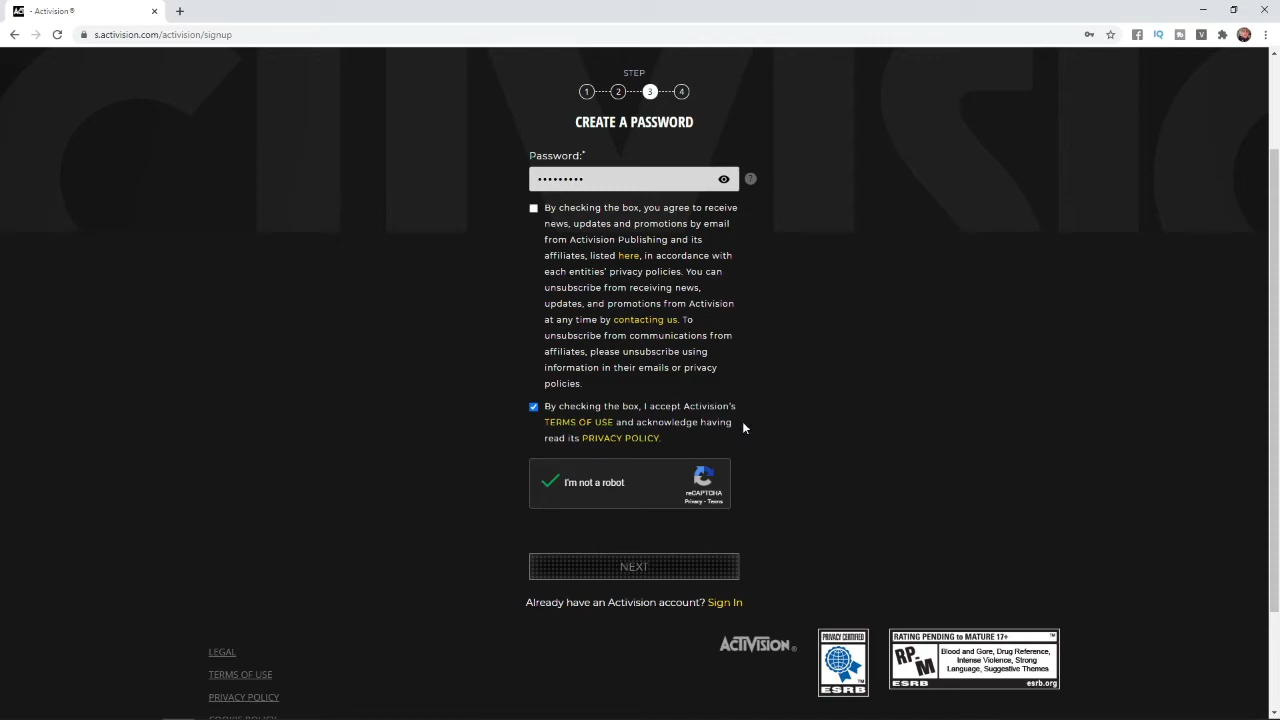 - Activision®
s.activision.com/activision/signup
STEP
1 2 3 4
CREATE A PASSWORD
Password:*
By checking the box, you agree to receive
news, updates and promotions by email
from Activision Publishing and its
affiliates, listed here, in accordance with
each entities' privacy policies. You can
unsubscribe from receiving news,
updates, and promotions from Activision
at any time by contacting us. To
unsubscribe from communications from
affiliates, please unsubscribe using
information in their emails or privacy
policies.
By checking the box, I accept Activision's
TERMS OF USE and acknowledge having
read its PRIVACY POLICY.
I'm not a robot
reCAPTCHA
Privacy - Terms
NEXT
Already have an Activision account? Sign In
LEGAL
TERMS OF USE
PRIVACY POLICY
COOKIE POLICY
ACTIVISION®
PRIVACY CERTIFIED
ESRB
RATING PENDING to MATURE 17+
RP M
Blood and Gore, Drug Reference,
Intense Violence, Strong
Language, Suggestive Themes
ESRB
esrb.org